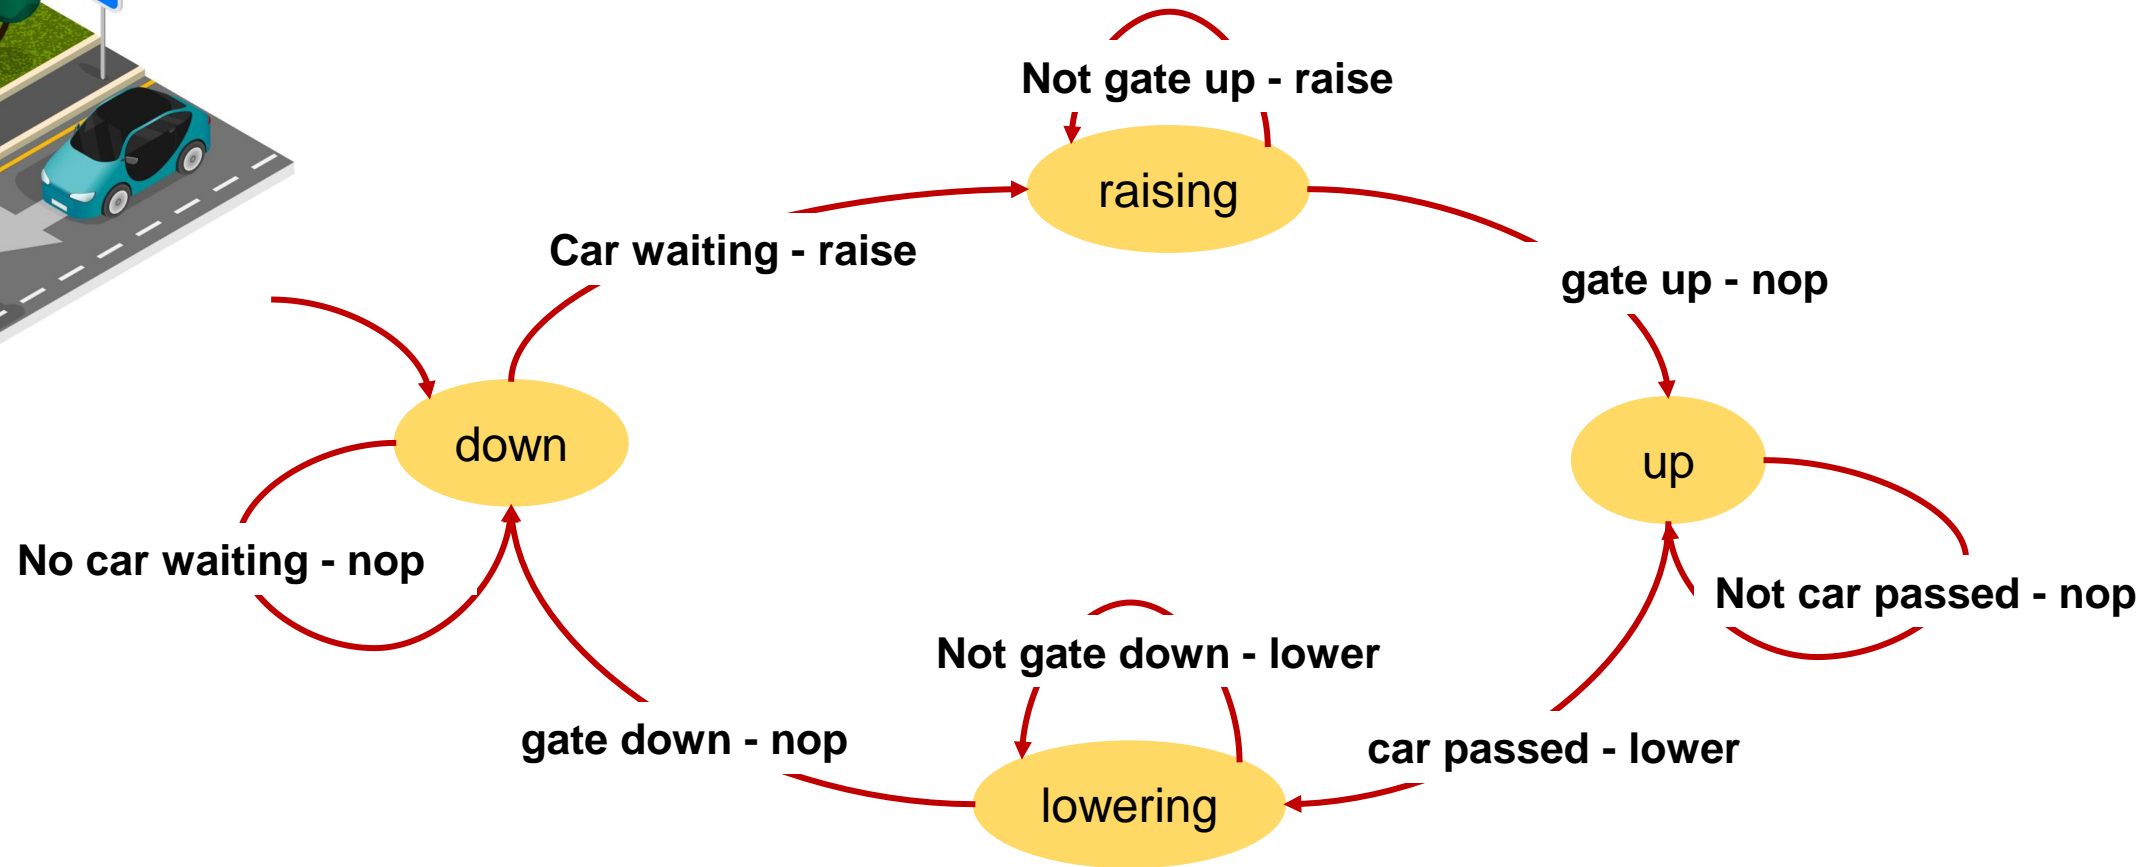 Not gate up - raise
raising
Car waiting - raise
gate up - nop
down
up
No car waiting - nop
Not car passed - nop
Not gate down - lower
gate down - nop
car passed - lower
lowering